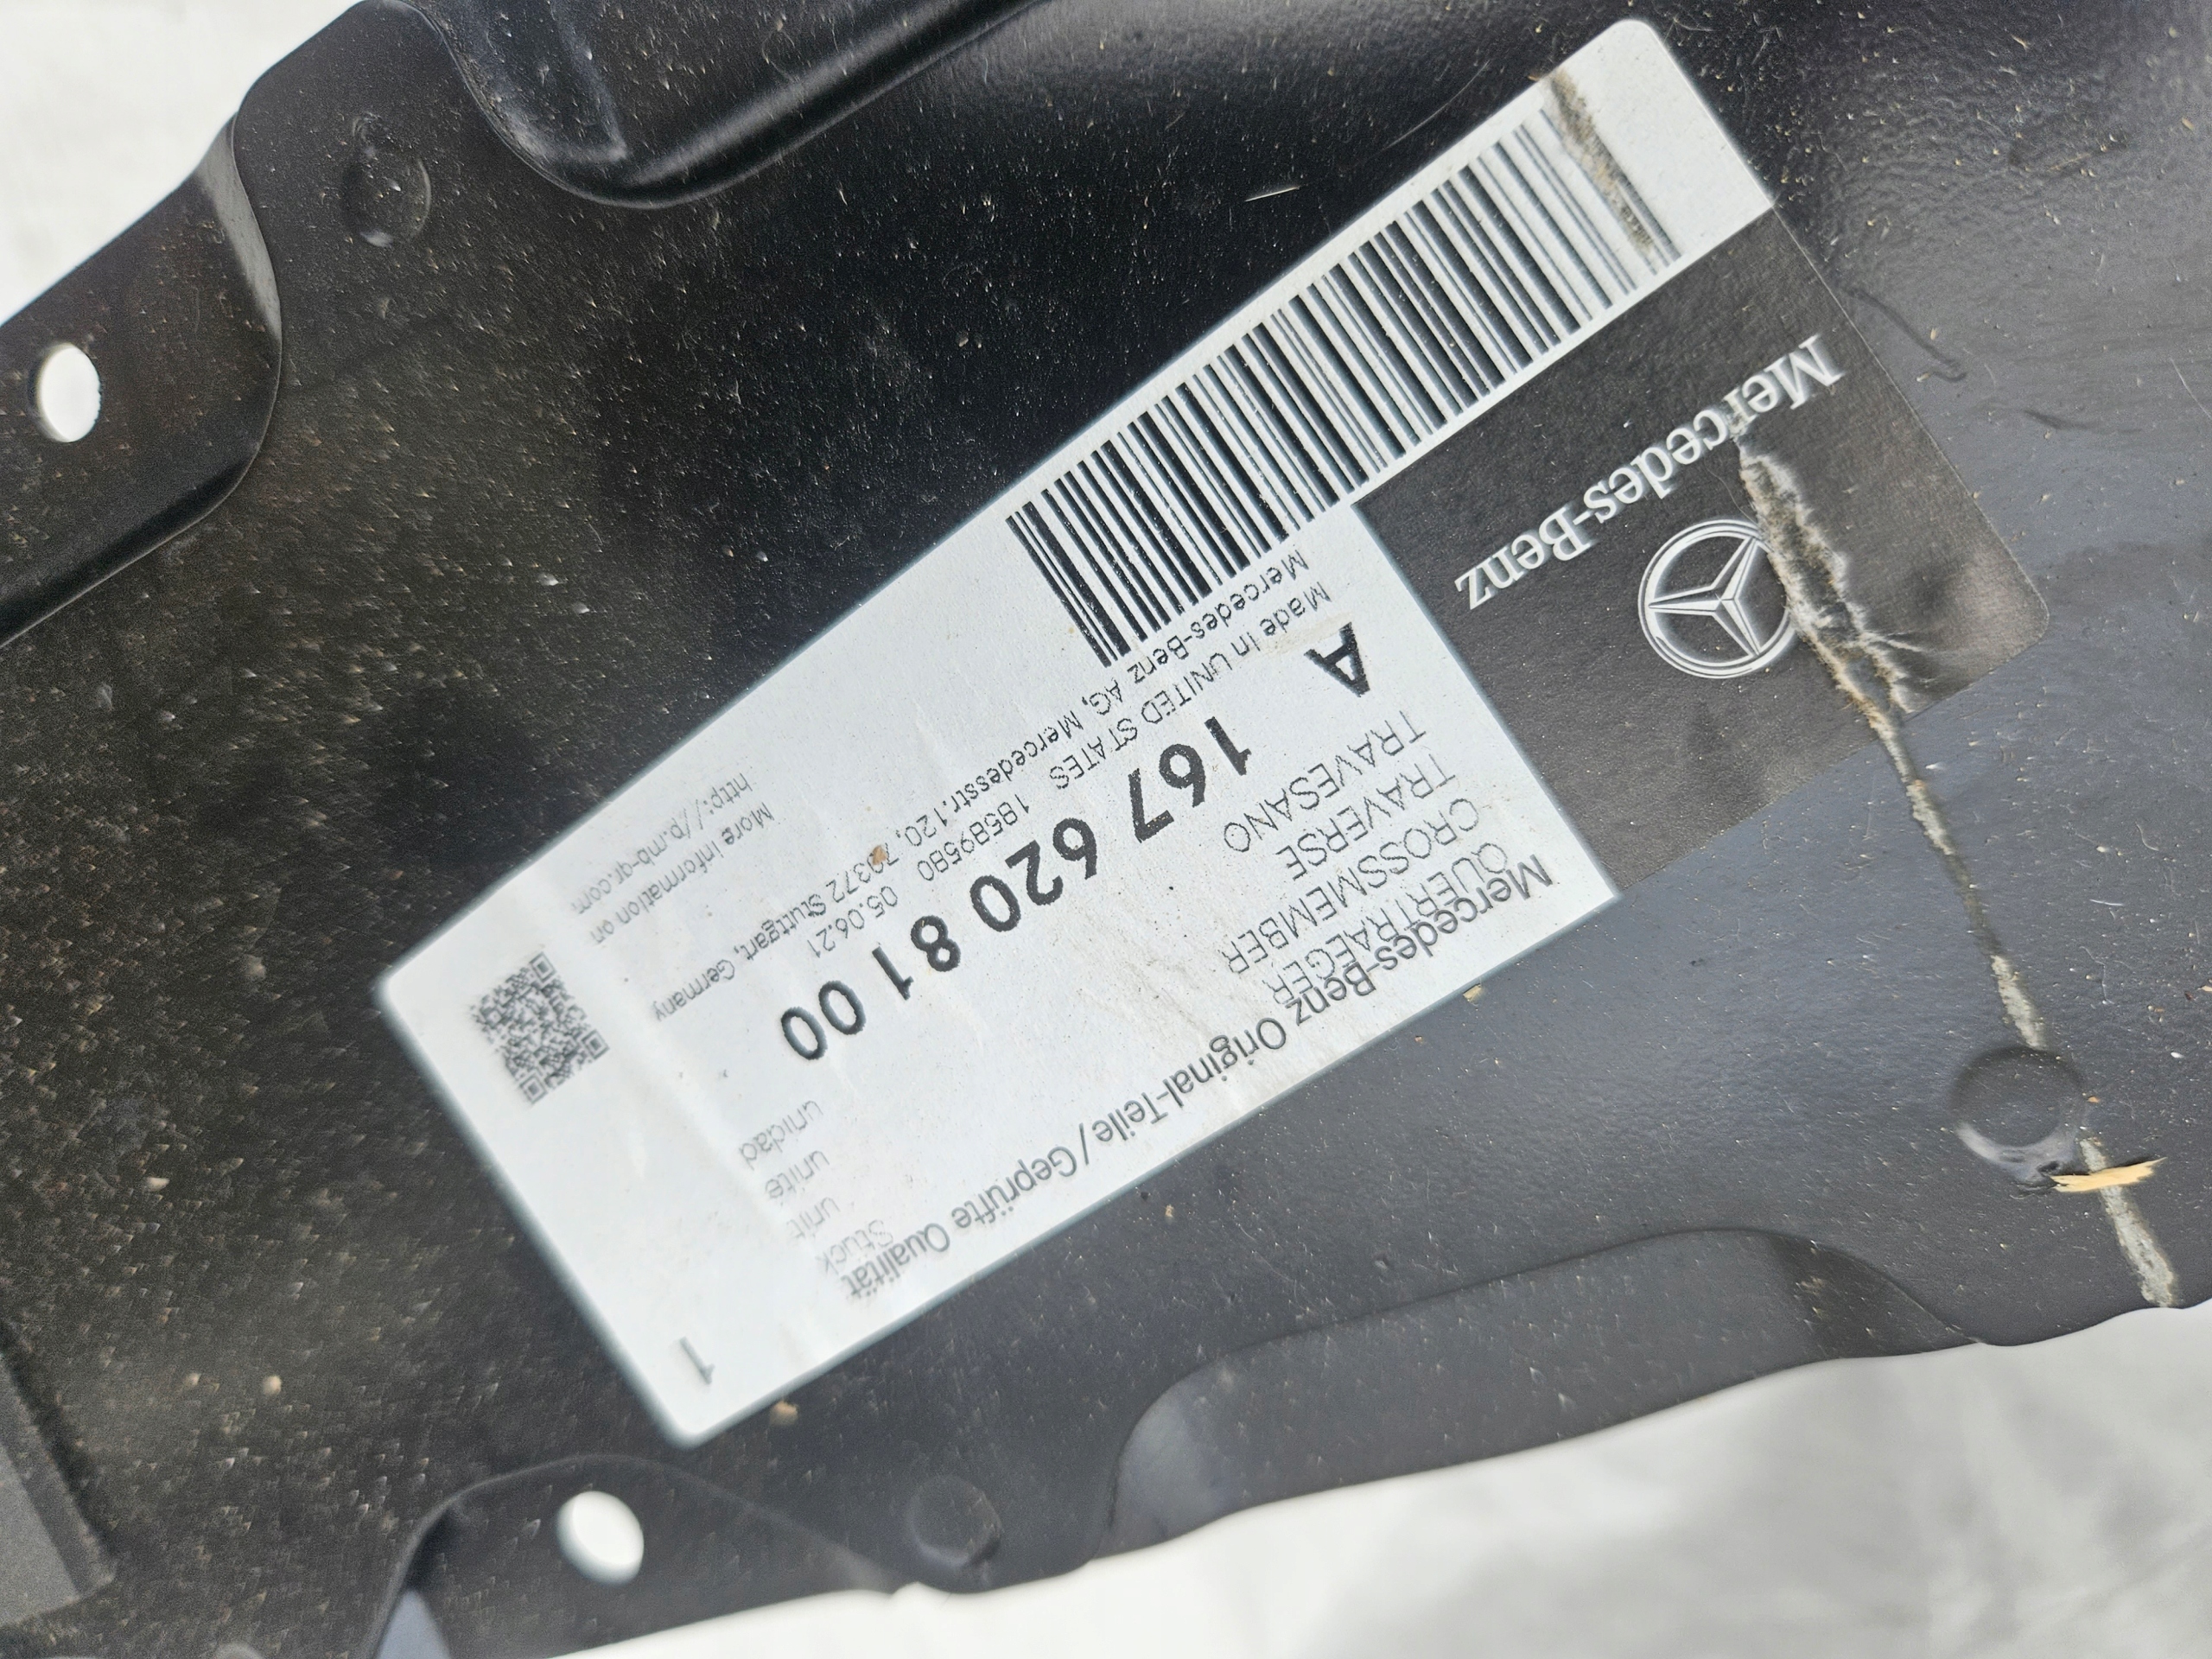 Mercedes-Benz
Mercedes-Benz Original-Teile/Geprüfte Qualität
QUERTRAEGER
CROSSMEMBER
TRAVERSE
TRAVESANO
Stück
unit
unité
unidad
1
A 167 620 81 00
Made in UNITED STATES 18589580 05.06.21
Mercedes-Benz AG, Mercedesstr.120, 70372 Stuttgart, Germany
More information on
http://p.mb-qr.com